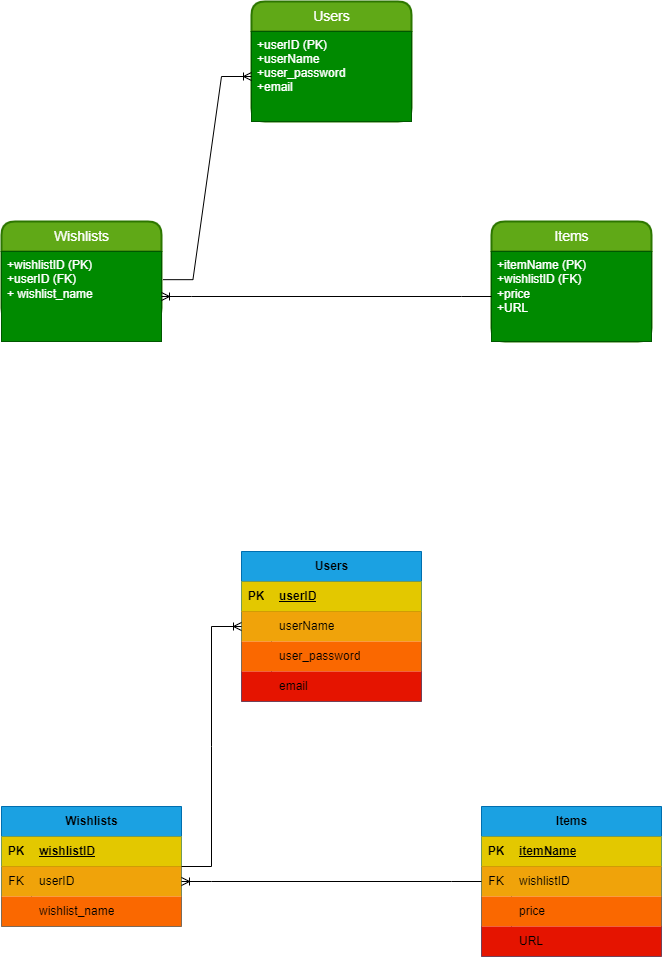 Users
+userID (PK)
+userName
+user_password
+email
Wishlists
+wishlistID (PK)
+userID (FK)
+ wishlist_name
Items
+itemName (PK)
+wishlistID (FK)
+price
+URL
Users
PK userID
userName
user_password
email
Wishlists
PK wishlistID
FK userID
wishlist_name
Items
PK itemName
FK wishlistID
price
URL